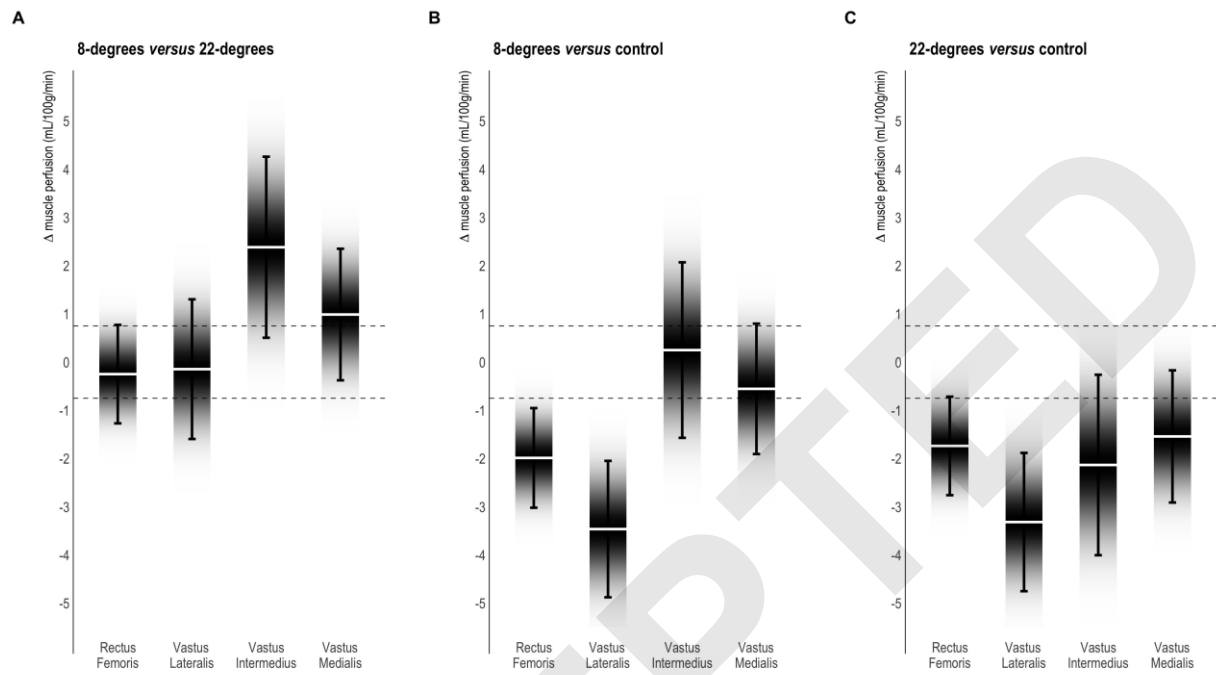 A
B
C
8-degrees versus 22-degrees
8-degrees versus control
22-degrees versus control
Δ muscle perfusion (mL/100g/min)
5
4
3
2
1
0
-1
-2
-3
-4
-5
Rectus
Femoris
Vastus
Lateralis
Vastus
Intermedius
Vastus
Medialis
Δ muscle perfusion (mL/100g/min)
5
4
3
2
1
0
-1
-2
-3
-4
-5
Rectus
Femoris
Vastus
Lateralis
Vastus
Intermedius
Vastus
Medialis
Δ muscle perfusion (mL/100g/min)
5
4
3
2
1
0
-1
-2
-3
-4
-5
Rectus
Femoris
Vastus
Lateralis
Vastus
Intermedius
Vastus
Medialis
PTED